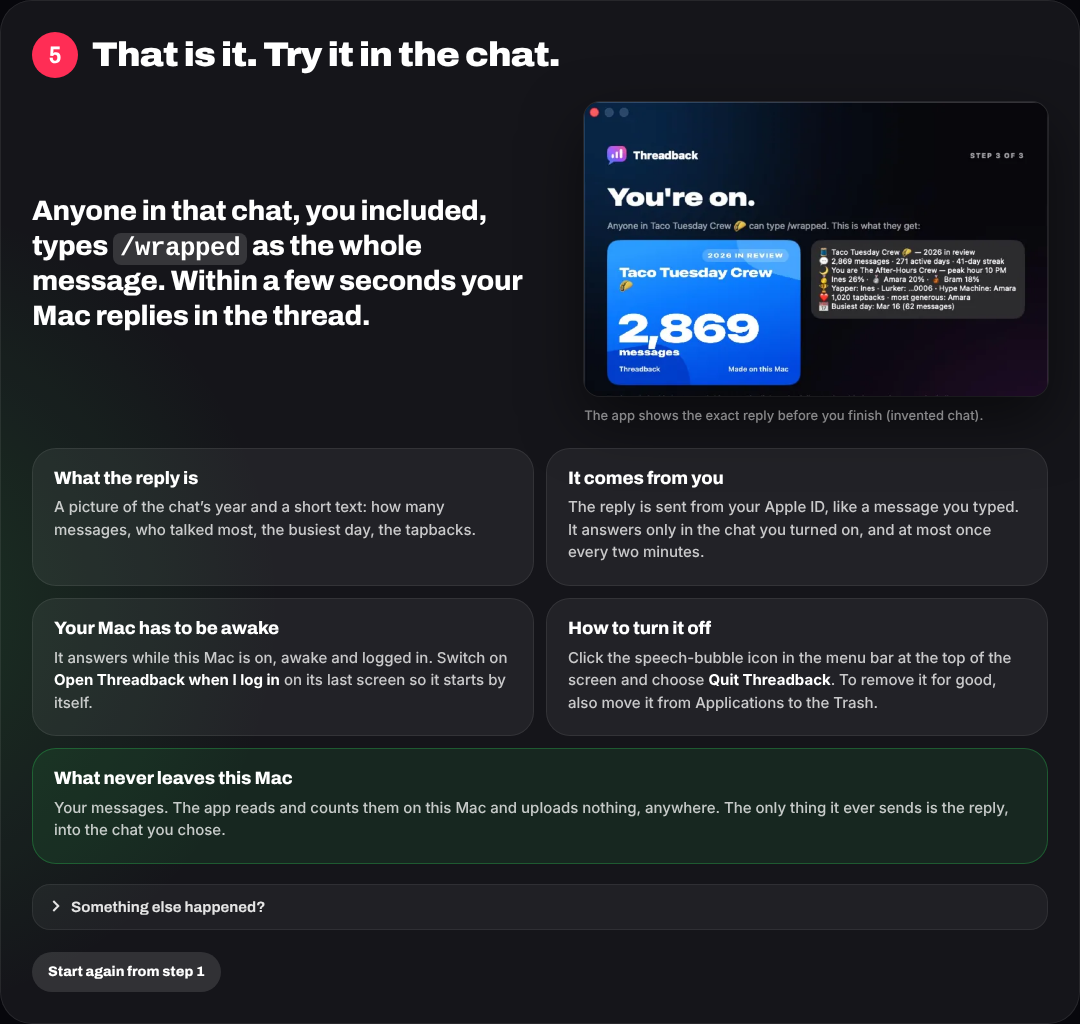 5 That is it. Try it in the chat.
Anyone in that chat, you included,
types /wrapped as the whole
message. Within a few seconds your
Mac replies in the thread.
Threadback
STEP 3 OF 3
You're on.
Anyone in Taco Tuesday Crew 🌮 can type /wrapped. This is what they get:
2026 IN REVIEW
Taco Tuesday Crew
🌮
2,869
messages
Threadback
Made on this Mac
🧵 Taco Tuesday Crew 🌮 — 2026 in review
💬 2,869 messages · 271 active days · 41-day streak
🌙 You are The After-Hours Crew — peak hour 10 PM
🥇 Ines 26% · 🥈 Amara 20% · 🥉 Bram 18%
🏆 Yapper: Ines · Lurker: …0006 · Hype Machine: Amara
❤️ 1,020 tapbacks · most generous: Amara
📅 Busiest day: Mar 16 (62 messages)
The app shows the exact reply before you finish (invented chat).
What the reply is
A picture of the chat’s year and a short text: how many
messages, who talked most, the busiest day, the tapbacks.
It comes from you
The reply is sent from your Apple ID, like a message you typed.
It answers only in the chat you turned on, and at most once
every two minutes.
Your Mac has to be awake
It answers while this Mac is on, awake and logged in. Switch on
Open Threadback when I log in on its last screen so it starts by
itself.
How to turn it off
Click the speech-bubble icon in the menu bar at the top of the
screen and choose Quit Threadback. To remove it for good,
also move it from Applications to the Trash.
What never leaves this Mac
Your messages. The app reads and counts them on this Mac and uploads nothing, anywhere. The only thing it ever sends is the reply,
into the chat you chose.
Something else happened?
Start again from step 1